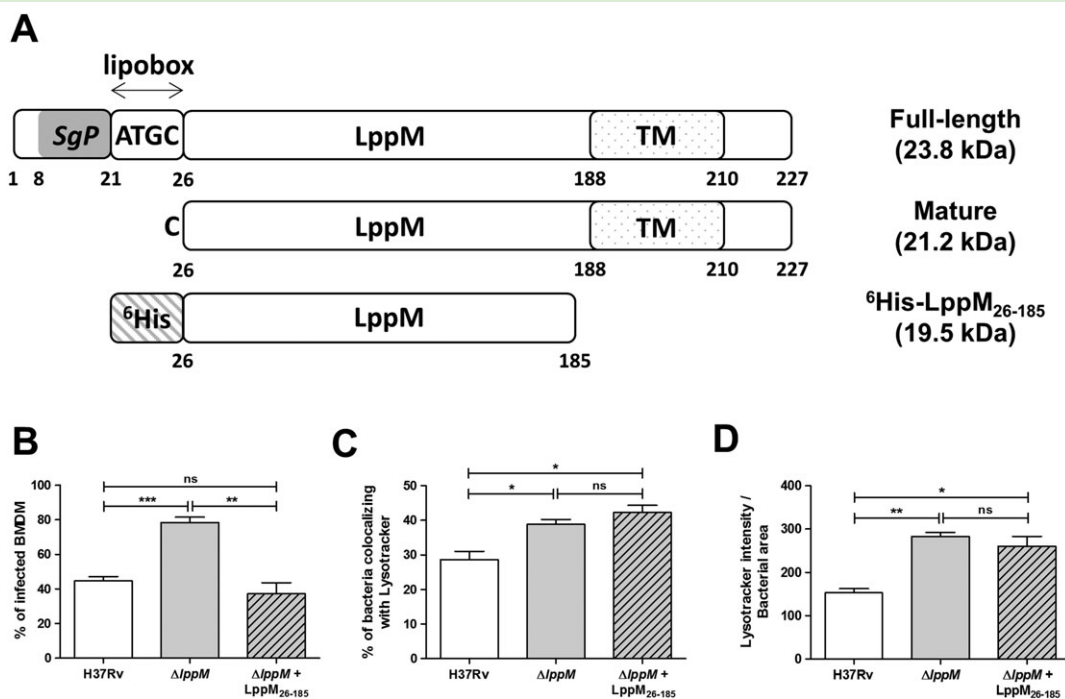 A
lipobox
SgP ATGC LppM TM
Full-length
(23.8 kDa)
1 8 21 26 188 210 227
C LppM TM
Mature
(21.2 kDa)
26 188 210 227
⁶His LppM
⁶His-LppM₂₆₋₁₈₅
(19.5 kDa)
26 185
B
% of infected BMDM
100
80
60
40
20
0
ns
*** **
H37Rv ΔlppM ΔlppM +
LppM₂₆₋₁₈₅
C
% of bacteria colocalizing
with Lysotracker
50
40
30
20
10
0
*
* ns
H37Rv ΔlppM ΔlppM +
LppM₂₆₋₁₈₅
D
Lysotracker intensity /
Bacterial area
400
300
200
100
0
*
** ns
H37Rv ΔlppM ΔlppM +
LppM₂₆₋₁₈₅